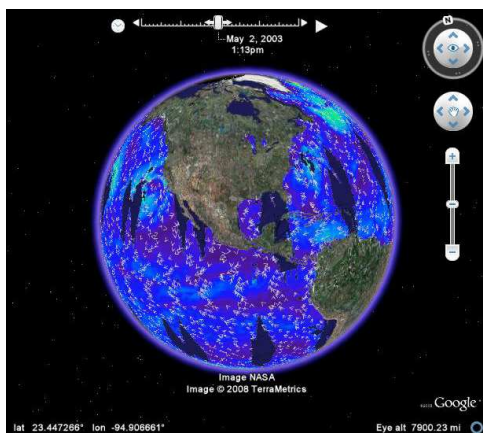 May 2, 2003
1:13pm
N
Image NASA
Image © 2008 TerraMetrics
Google
lat 23.447266° lon -94.906661°
Eye alt 7900.23 mi